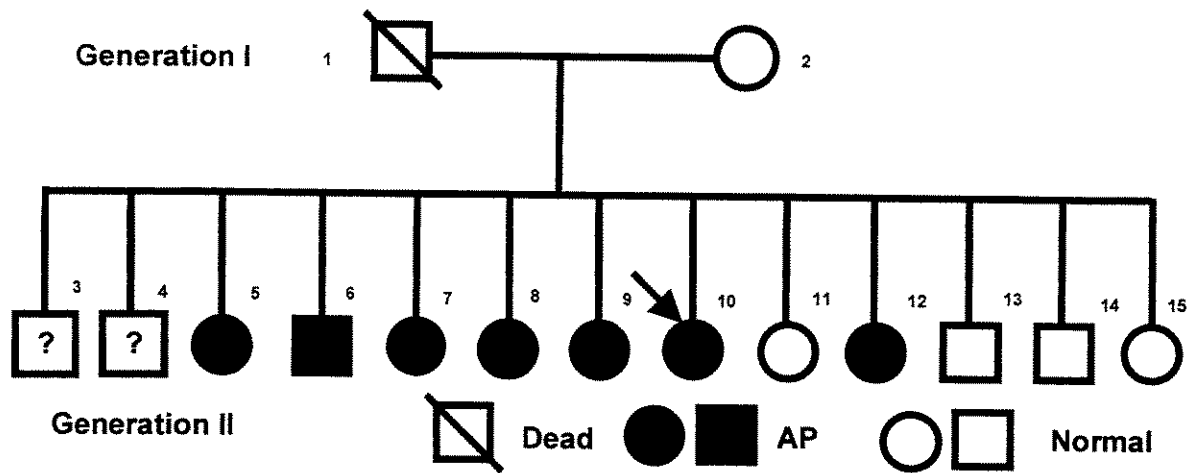 Generation I 1 2
3 4 5 6 7 8 9 10 11 12 13 14 15
? ?
Generation II
Dead AP Normal